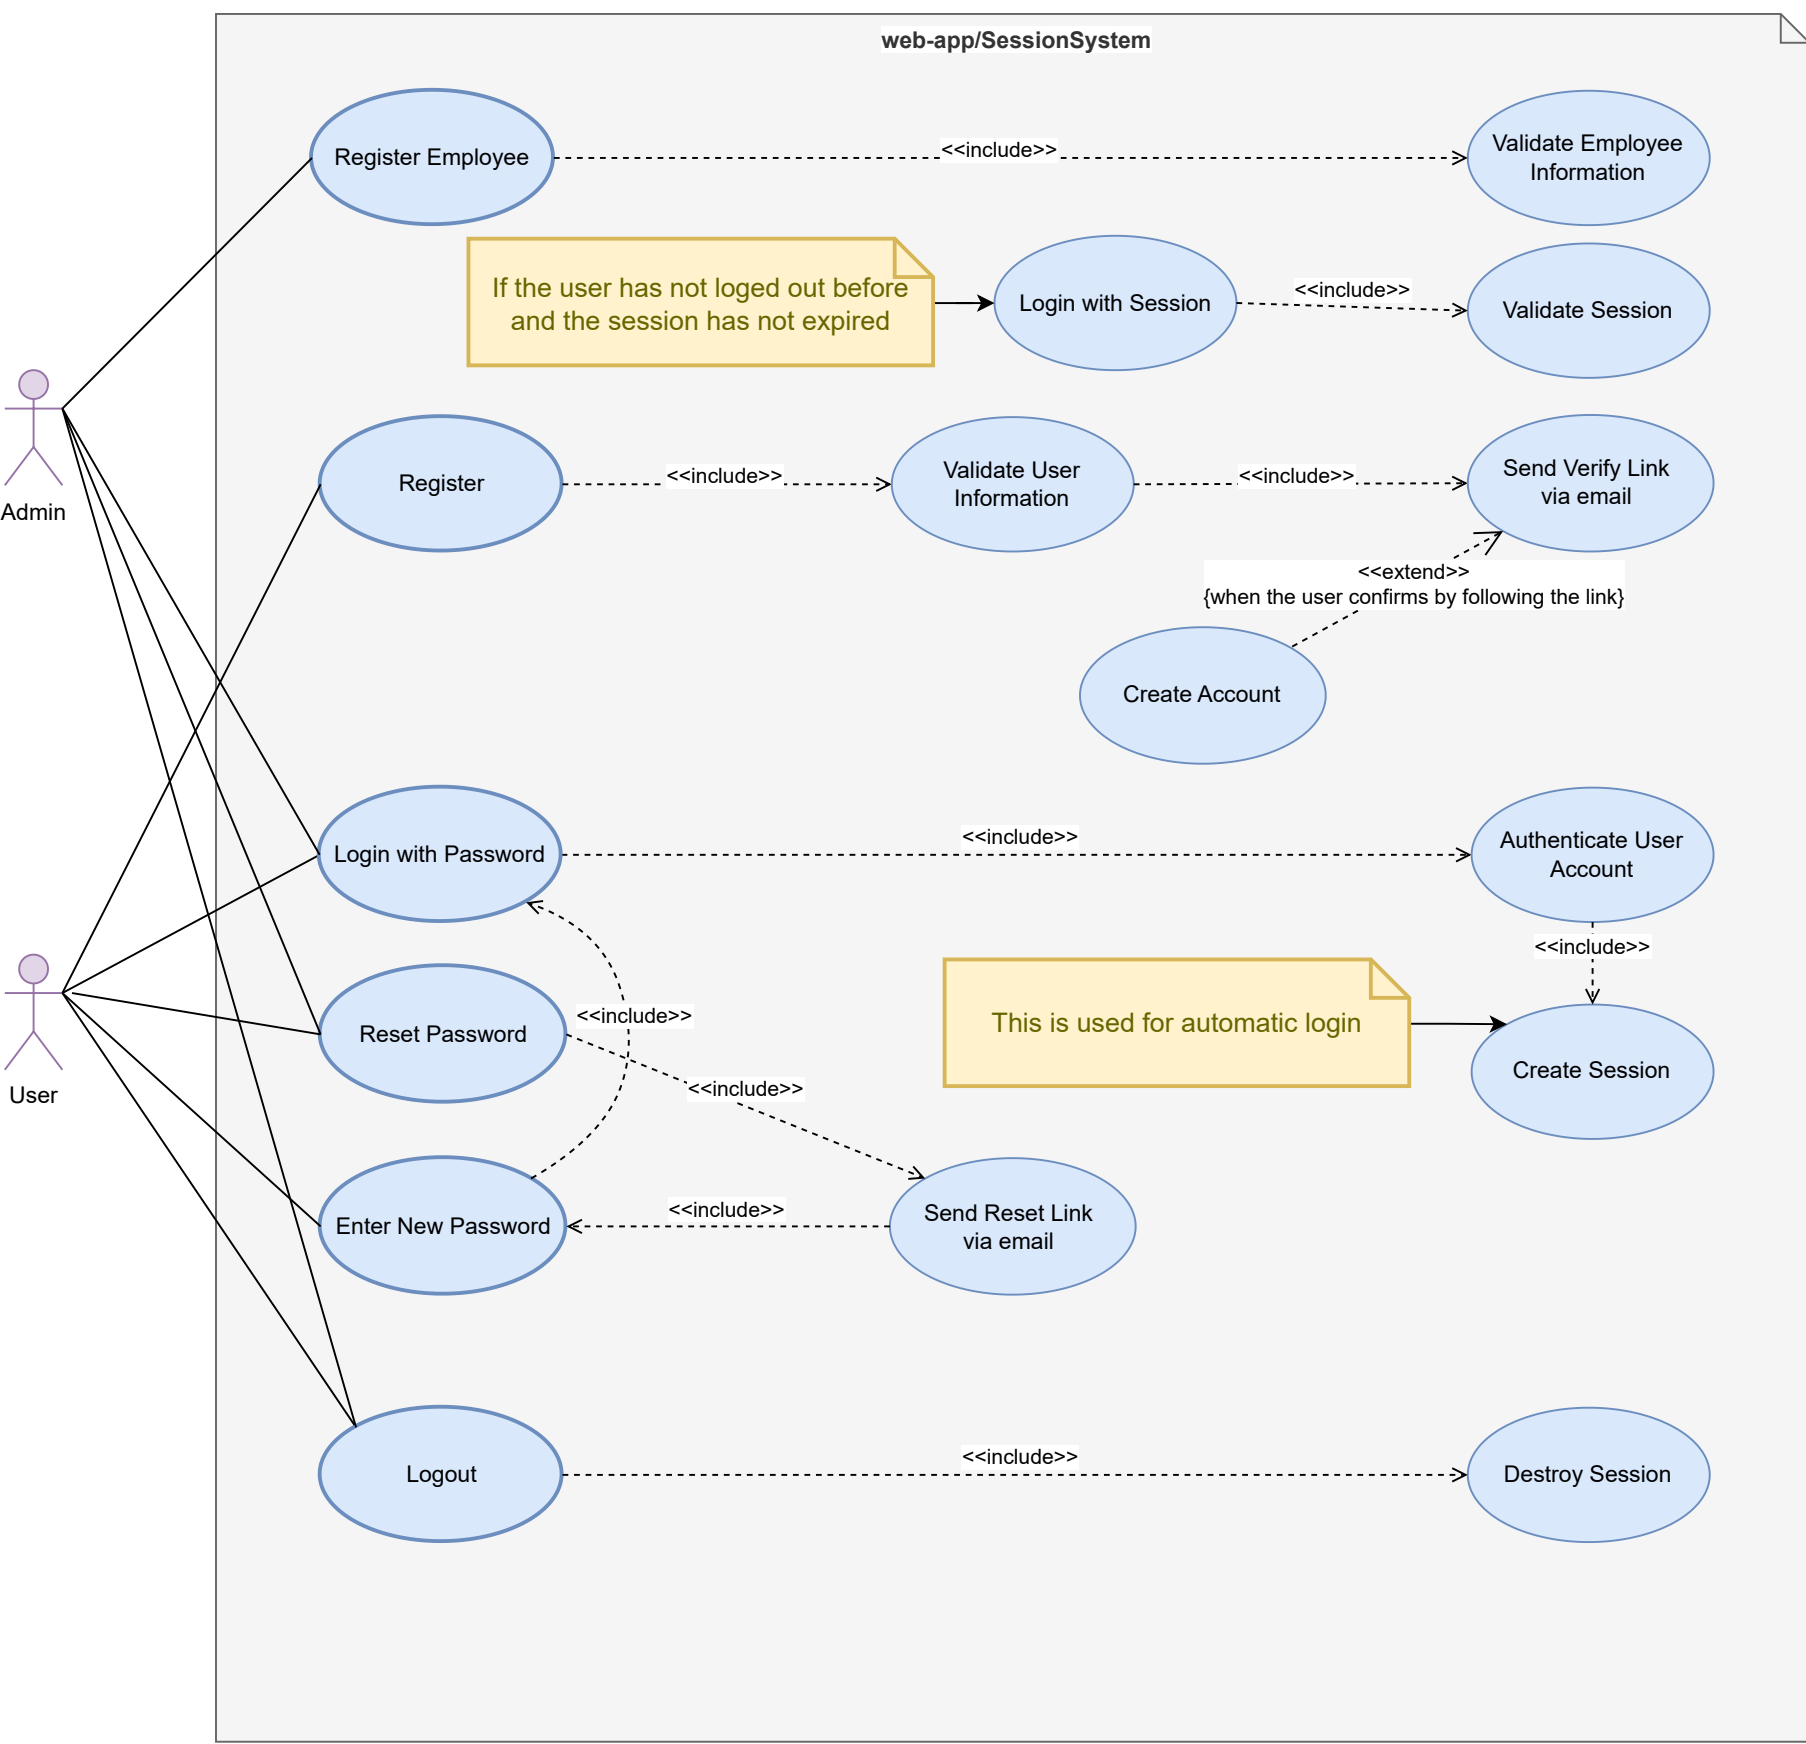 web-app/SessionSystem
Register Employee
<<include>>
Validate Employee
Information
If the user has not loged out before
and the session has not expired
Login with Session
<<include>>
Validate Session
Admin
Register
<<include>>
Validate User
Information
<<include>>
Send Verify Link
via email
<<extend>>
{when the user confirms by following the link}
Create Account
Login with Password
<<include>>
Authenticate User
Account
<<include>>
User
Reset Password
<<include>>
<<include>>
This is used for automatic login
Create Session
Enter New Password
<<include>>
Send Reset Link
via email
Logout
<<include>>
Destroy Session